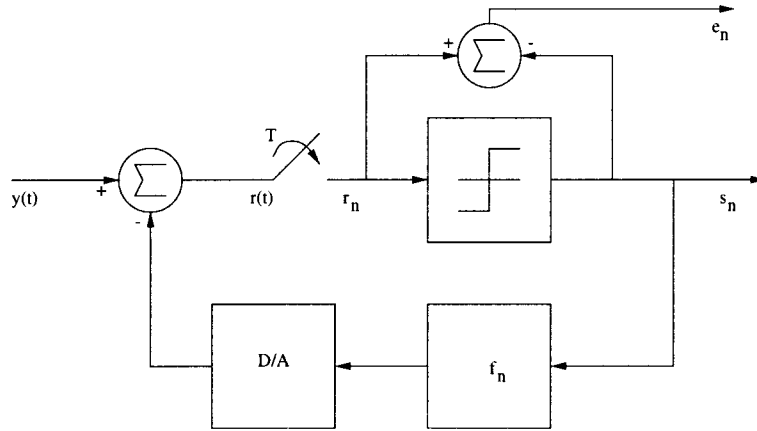 e_n
+ Σ -
T
Σ
y(t) + r(t) r_n s_n
-
D/A f_n